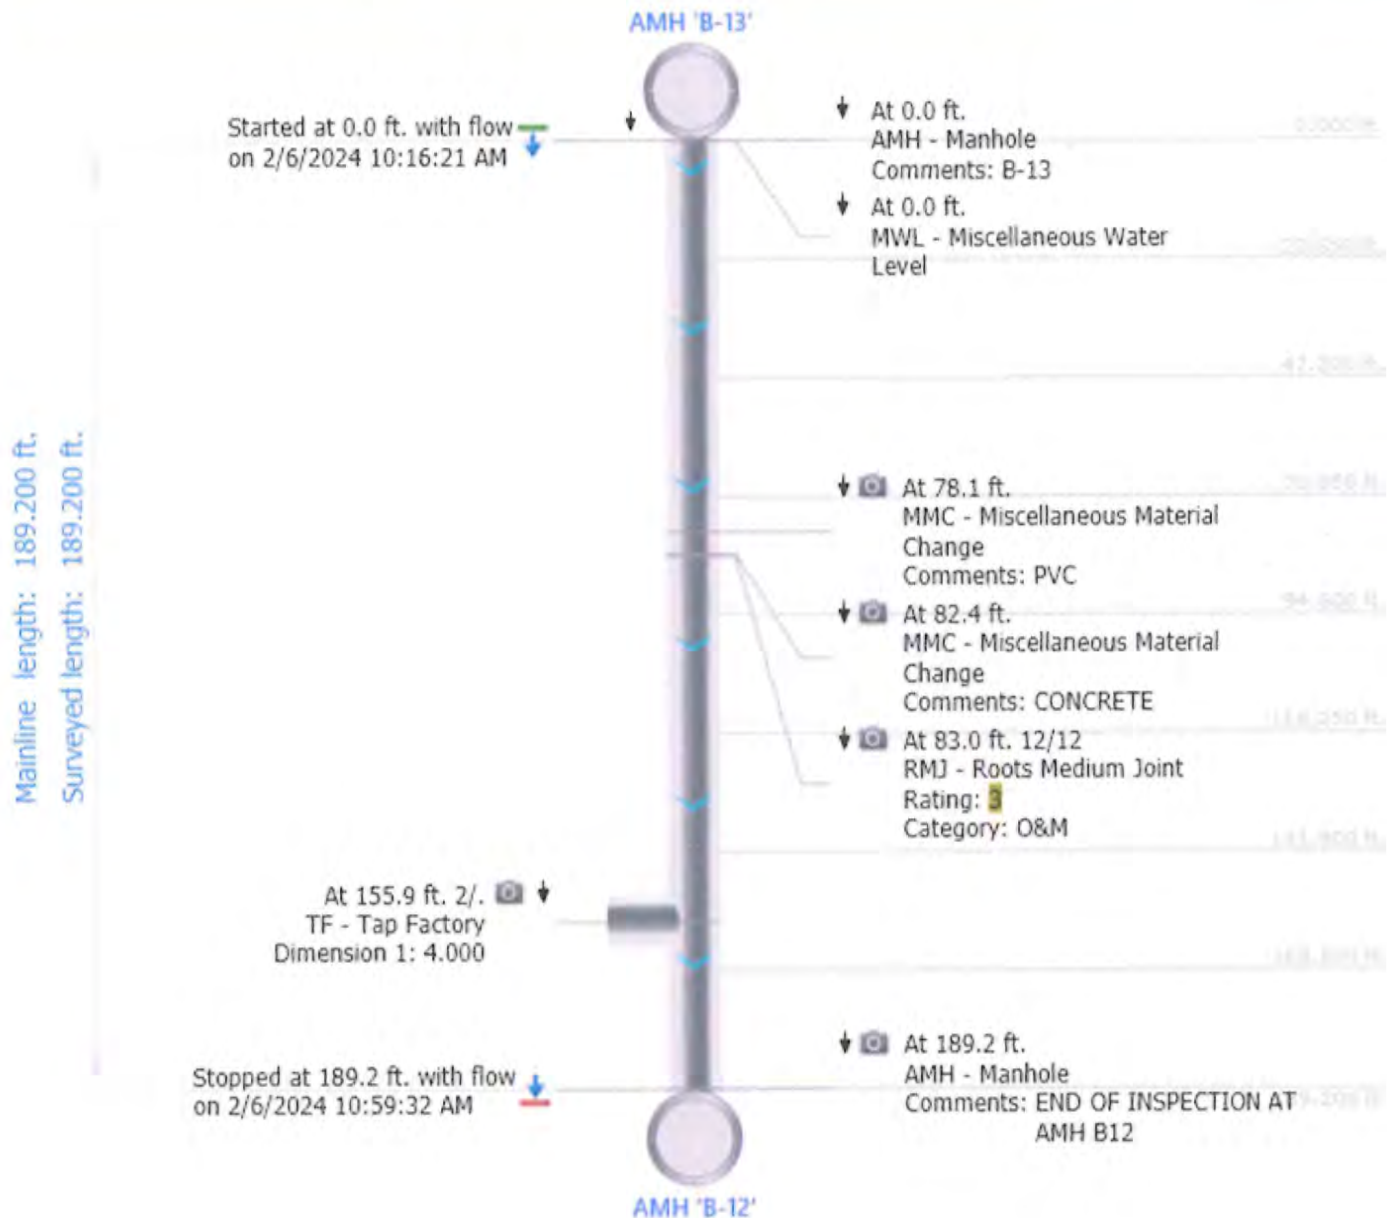 AMH 'B-13'
Started at 0.0 ft. with flow
on 2/6/2024 10:16:21 AM
At 0.0 ft.
AMH - Manhole
Comments: B-13
At 0.0 ft.
MWL - Miscellaneous Water
Level
Mainline length: 189.200 ft.
Surveyed length: 189.200 ft.
At 78.1 ft.
MMC - Miscellaneous Material
Change
Comments: PVC
At 82.4 ft.
MMC - Miscellaneous Material
Change
Comments: CONCRETE
At 83.0 ft. 12/12
RMJ - Roots Medium Joint
Rating: 3
Category: O&M
At 155.9 ft. 2/.
TF - Tap Factory
Dimension 1: 4.000
At 189.2 ft.
AMH - Manhole
Comments: END OF INSPECTION AT
AMH B12
Stopped at 189.2 ft. with flow
on 2/6/2024 10:59:32 AM
AMH 'B-12'